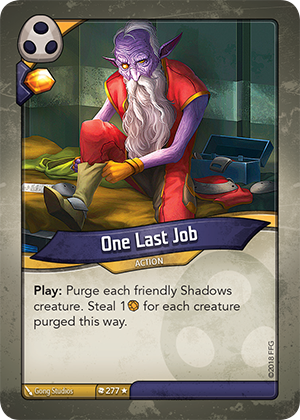 One Last Job
ACTION
Play: Purge each friendly Shadows
creature. Steal 1 for each creature
purged this way.
©2018 FFG
Gong Studios
277